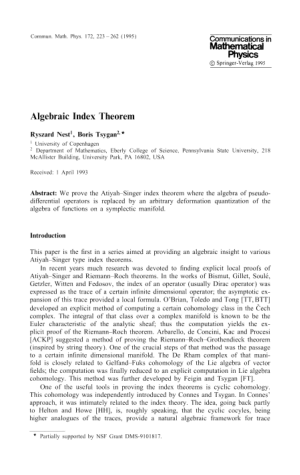 Commun. Math. Phys. 172, 223 – 262 (1995)
Communications in
Mathematical
Physics
© Springer-Verlag 1995
Algebraic Index Theorem
Ryszard Nest¹, Boris Tsygan²,*
¹ University of Copenhagen
² Department of Mathematics, Eberly College of Science, Pennsylvania State University, 218
McAllister Building, University Park, PA 16802, USA
Received: 1 April 1993
Abstract: We prove the Atiyah–Singer index theorem where the algebra of pseudo-
differential operators is replaced by an arbitrary deformation quantization of the
algebra of functions on a symplectic manifold.
Introduction
This paper is the first in a series aimed at providing an algebraic insight to various
Atiyah–Singer type index theorems.
In recent years much research was devoted to finding explicit local proofs of
Atiyah–Singer and Riemann–Roch theorems. In the works of Bismut, Gillet, Soulé,
Getzler, Witten and Fedosov, the index of an operator (usually Dirac operator) was
expressed as the trace of a certain infinite dimensional operator; the asymptotic ex-
pansion of this trace provided a local formula. O'Brian, Toledo and Tong [TT, BTT]
developed an explicit method of computing a certain cohomology class in the Čech
complex. The integral of that class over a complex manifold is known to be the
Euler characteristic of the analytic sheaf; thus the computation yields the ex-
plicit proof of the Riemann–Roch theorem. Arbarello, de Concini, Kac and Procesi
[ACKP] suggested a method of proving the Riemann–Roch–Grothendieck theorem
(inspired by string theory). One of the crucial steps of that method was the passage
to a certain infinite dimensional manifold. The De Rham complex of that mani-
fold is closely related to Gelfand–Fuks cohomology of the Lie algebra of vector
fields; the computation was finally reduced to an explicit computation in Lie algebra
cohomology. This method was further developed by Feigin and Tsygan [FT].
One of the useful tools in proving the index theorems is cyclic homology.
This cohomology was independently introduced by Connes and Tsygan. In Connes'
approach, it was intimately related to the index theory. The idea, going back partly
to Helton and Howe [HH], is, roughly speaking, that the cyclic cocyles, being
higher analogues of the traces, provide a natural algebraic framework for trace
* Partially supported by NSF Grant DMS-9101817.